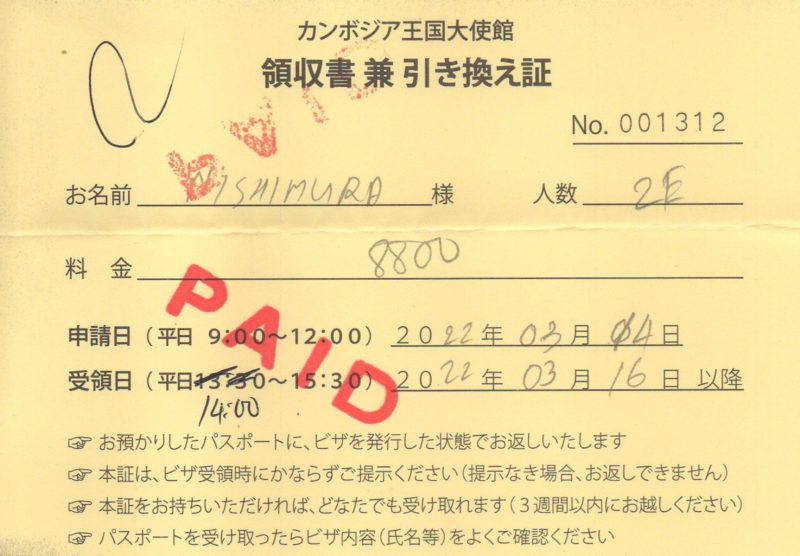 カンボジア王国大使館
領収書 兼 引き換え証
PAID
No. 001312
お名前 NISHIMURA 様 人数 2E
料 金 8800
PAID
申請日（平日 9:00～12:00）2022年 03月 14日
受領日（平日13:30～15:30）2022年 03月 16日 以降
14:00
☞ お預かりしたパスポートに、ビザを発行した状態でお返しいたします
☞ 本証は、ビザ受領時にかならずご提示ください（提示なき場合、お返しできません）
☞ 本証をお持ちいただければ、どなたでも受け取れます（3週間以内にお越しください）
☞ パスポートを受け取ったらビザ内容（氏名等）をよくご確認ください